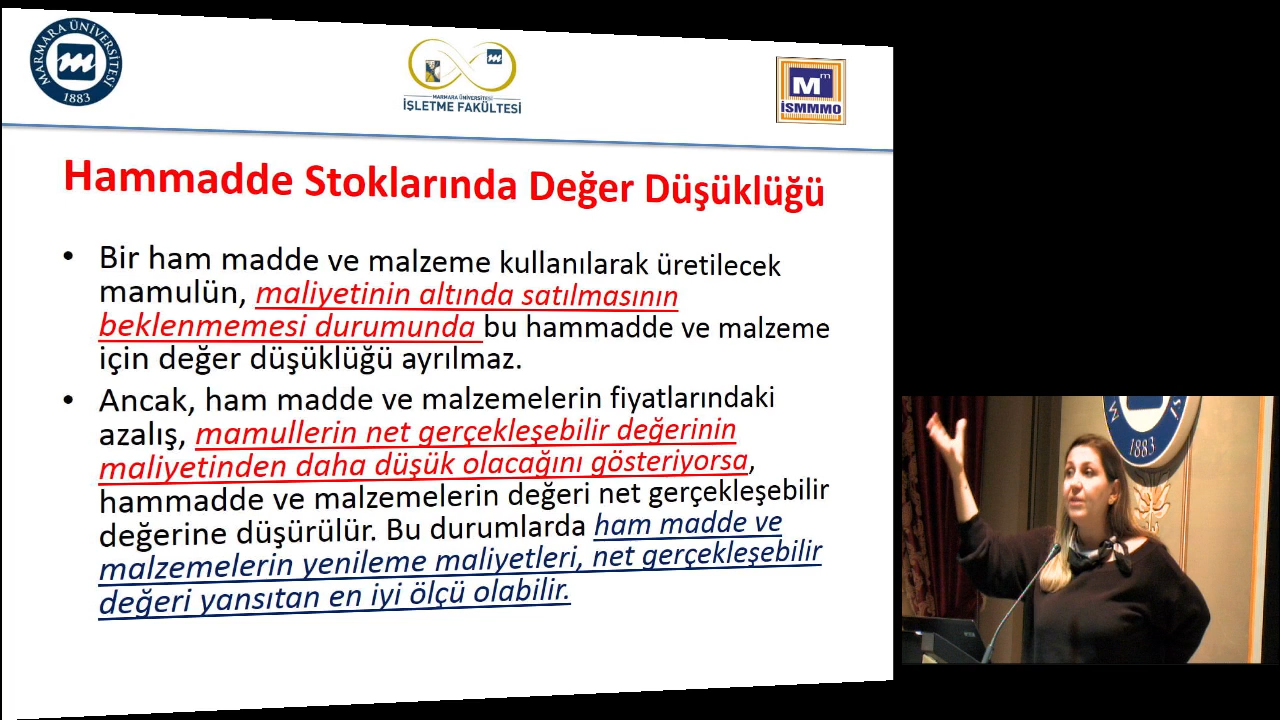 MARMARA ÜNİVERSİTESİ
1883
MARMARA ÜNİVERSİTESİ
İŞLETME FAKÜLTESİ
Mm
İSMMMO
Hammadde Stoklarında Değer Düşüklüğü
• Bir ham madde ve malzeme kullanılarak üretilecek
mamulün, maliyetinin altında satılmasının
beklenmemesi durumunda bu hammadde ve malzeme
için değer düşüklüğü ayrılmaz.
• Ancak, ham madde ve malzemelerin fiyatlarındaki
azalış, mamullerin net gerçekleşebilir değerinin
maliyetinden daha düşük olacağını gösteriyorsa,
hammadde ve malzemelerin değeri net gerçekleşebilir
değerine düşürülür. Bu durumlarda ham madde ve
malzemelerin yenileme maliyetleri, net gerçekleşebilir
değeri yansıtan en iyi ölçü olabilir.
1883